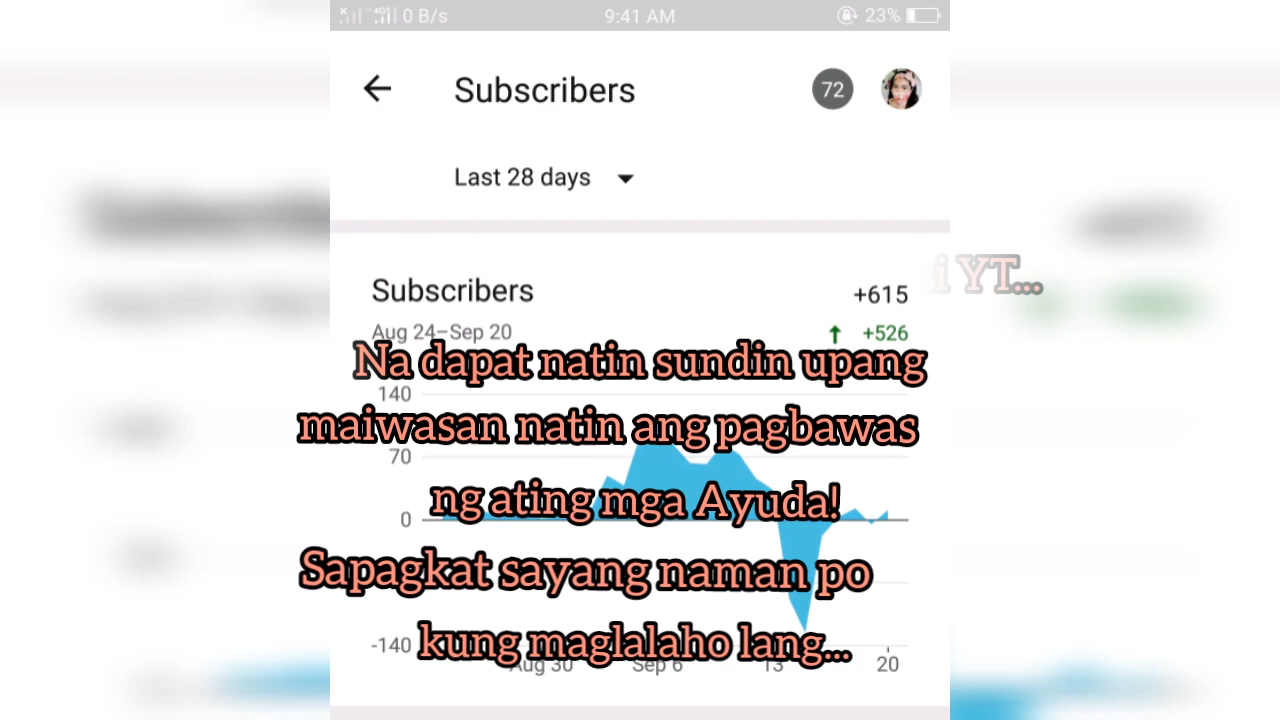 0 B/s 9:41 AM 23%
Subscribers 72
Last 28 days
Subscribers +615
Aug 24–Sep 20 +526
YT...
Na dapat natin sundin upang
140
maiwasan natin ang pagbawas
70
ng ating mga Ayuda!
0
Sapagkat sayang naman po
-140
kung maglalaho lang...
Aug 30 Sep 6 13 20